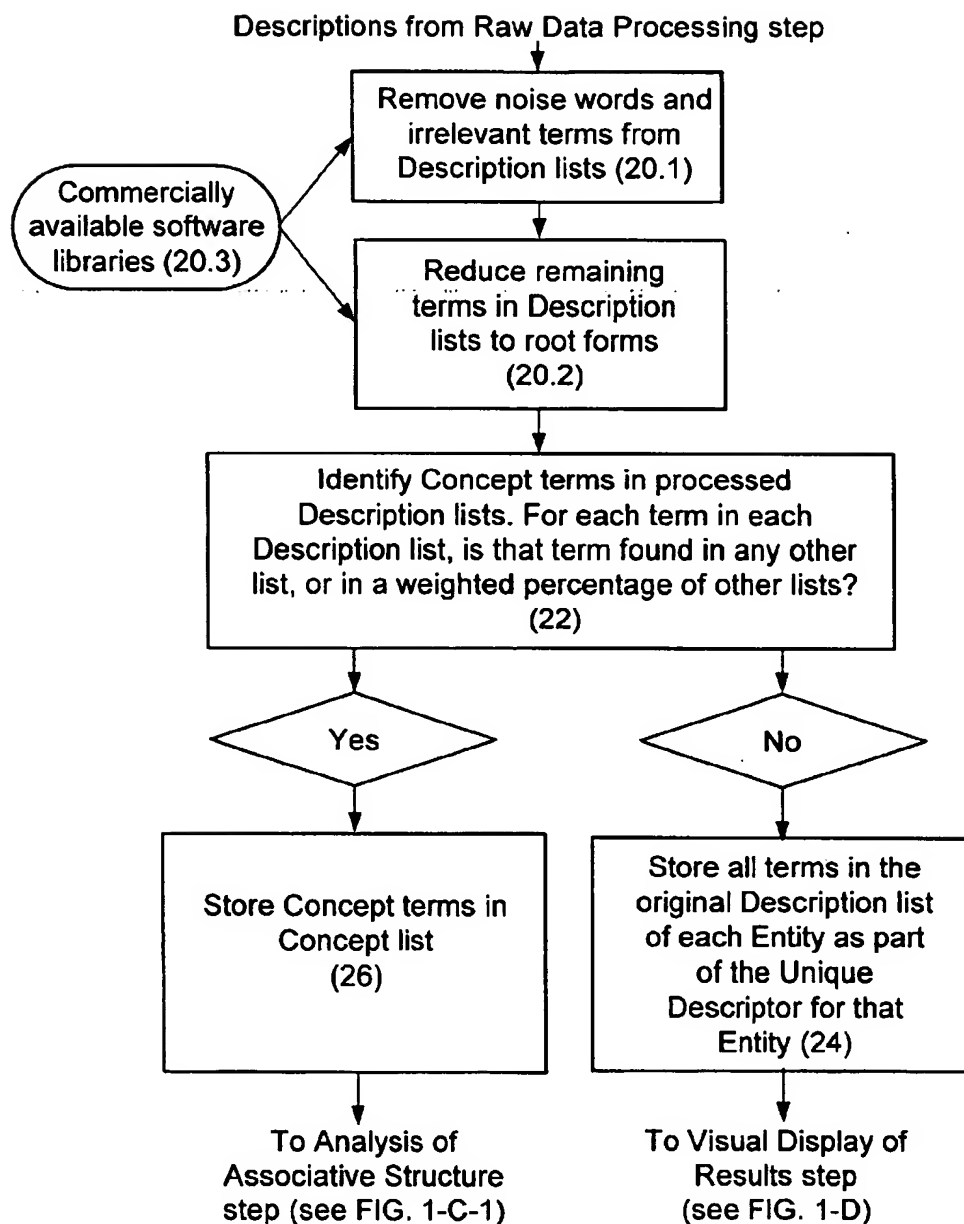 Descriptions from Raw Data Processing step
Remove noise words and
irrelevant terms from
Description lists (20.1)
Commercially
available software
libraries (20.3)
Reduce remaining
terms in Description
lists to root forms
(20.2)
Identify Concept terms in processed
Description lists. For each term in each
Description list, is that term found in any other
list, or in a weighted percentage of other lists?
(22)
Yes
No
Store Concept terms in
Concept list
(26)
Store all terms in the
original Description list
of each Entity as part
of the Unique
Descriptor for that
Entity (24)
To Analysis of
Associative Structure
step (see FIG. 1-C-1)
To Visual Display of
Results step
(see FIG. 1-D)